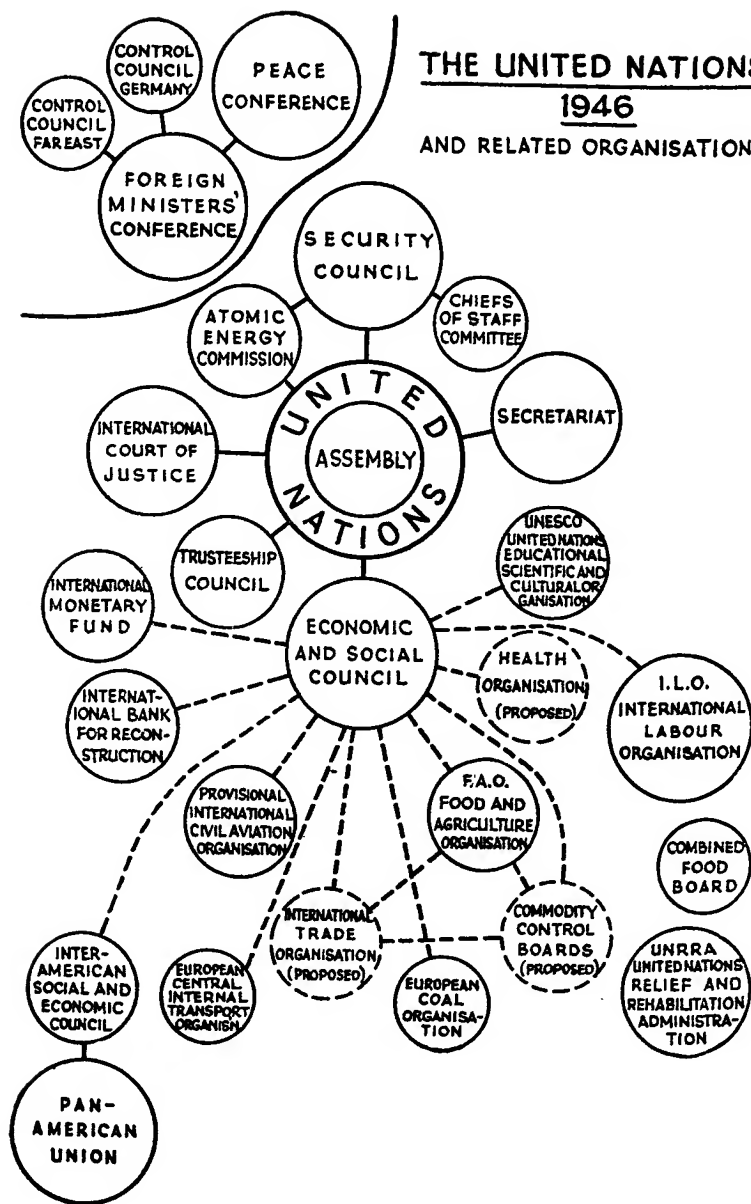 THE UNITED NATIONS
1946
AND RELATED ORGANISATION
CONTROL
COUNCIL
GERMANY
PEACE
CONFERENCE
CONTROL
COUNCIL
FAR EAST
FOREIGN
MINISTERS'
CONFERENCE
SECURITY
COUNCIL
ATOMIC
ENERGY
COMMISSION
CHIEFS
OF STAFF
COMMITTEE
UNITED
NATIONS
ASSEMBLY
SECRETARIAT
INTERNATIONAL
COURT OF
JUSTICE
TRUSTEESHIP
COUNCIL
UNESCO
UNITED NATIONS
EDUCATIONAL
SCIENTIFIC AND
CULTURAL OR-
GANISATION
INTERNATIONAL
MONETARY
FUND
ECONOMIC
AND SOCIAL
COUNCIL
HEALTH
ORGANISATION
(PROPOSED)
I.L.O.
INTERNATIONAL
LABOUR
ORGANISATION
INTERNAT-
IONAL BANK
FOR RECON-
STRUCTION
PROVISIONAL
INTERNATIONAL
CIVIL AVIATION
ORGANISATION
F.A.O.
FOOD AND
AGRICULTURE
ORGANISATION
COMBINED
FOOD
BOARD
INTERNATIONAL
TRADE
ORGANISATION
(PROPOSED)
COMMODITY
CONTROL
BOARDS
(PROPOSED)
INTER-
AMERICAN
SOCIAL AND
ECONOMIC
COUNCIL
EUROPEAN
CENTRAL
INTERNAL
TRANSPORT
ORGANISN
EUROPEAN
COAL
ORGANISA-
TION
UNRRA
UNITED NATIONS
RELIEF AND
REHABILITATION
ADMINISTRA-
TION
PAN-
AMERICAN
UNION